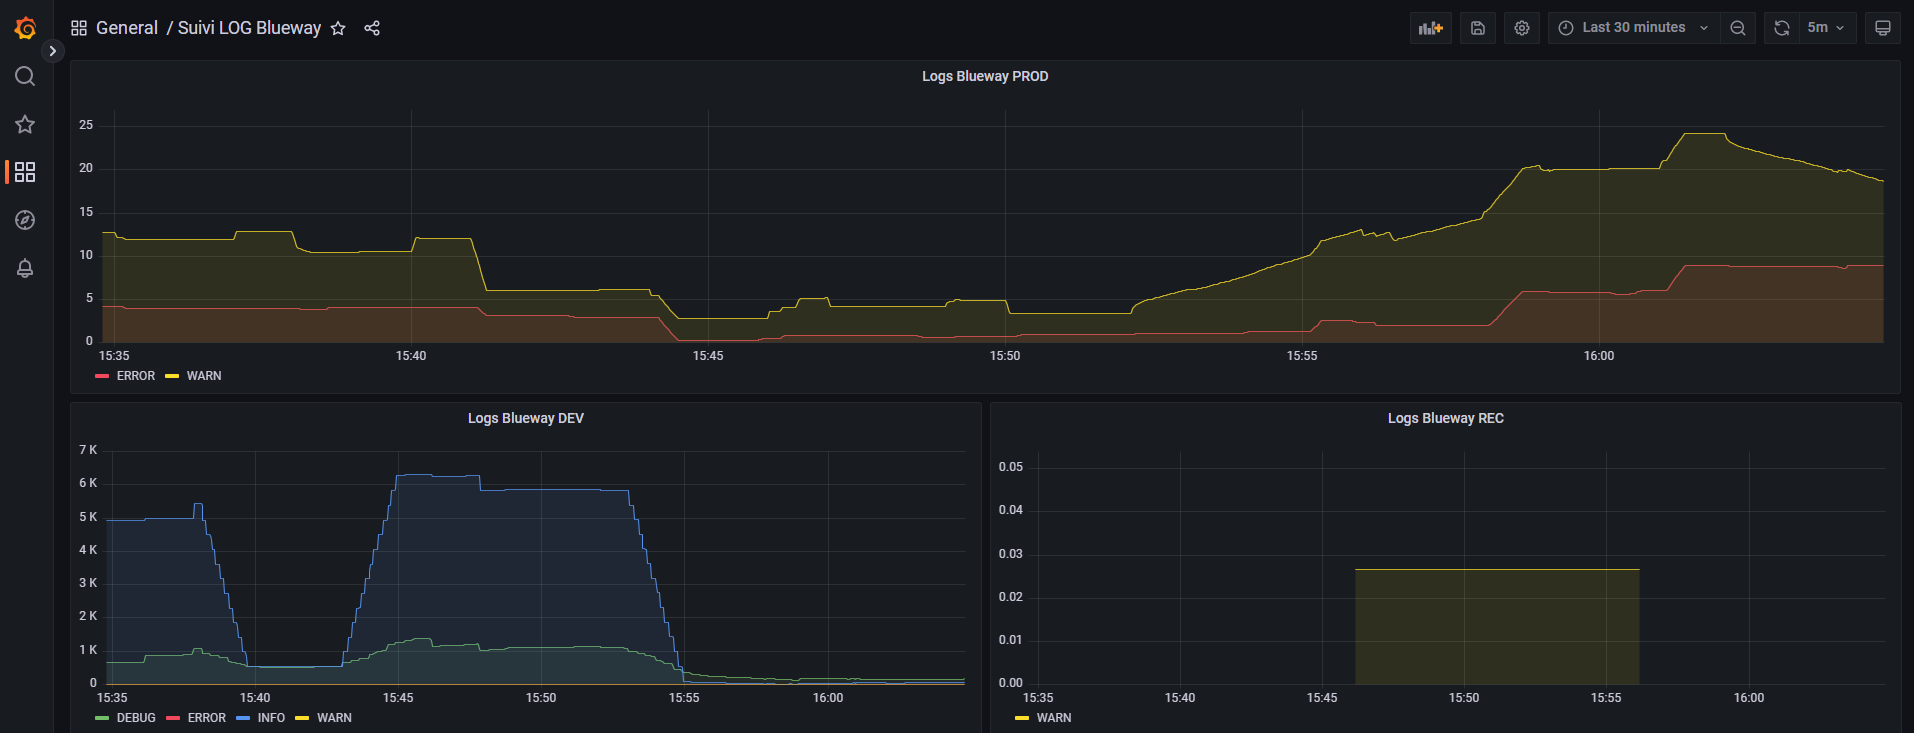 General / Suivi LOG Blueway
Last 30 minutes
5m
Logs Blueway PROD
25
20
15
10
5
0
15:35 15:40 15:45 15:50 15:55 16:00
ERROR WARN
Logs Blueway DEV
7 K
6 K
5 K
4 K
3 K
2 K
1 K
0
15:35 15:40 15:45 15:50 15:55 16:00
DEBUG ERROR INFO WARN
Logs Blueway REC
0.05
0.04
0.03
0.02
0.01
0.00
15:35 15:40 15:45 15:50 15:55 16:00
WARN